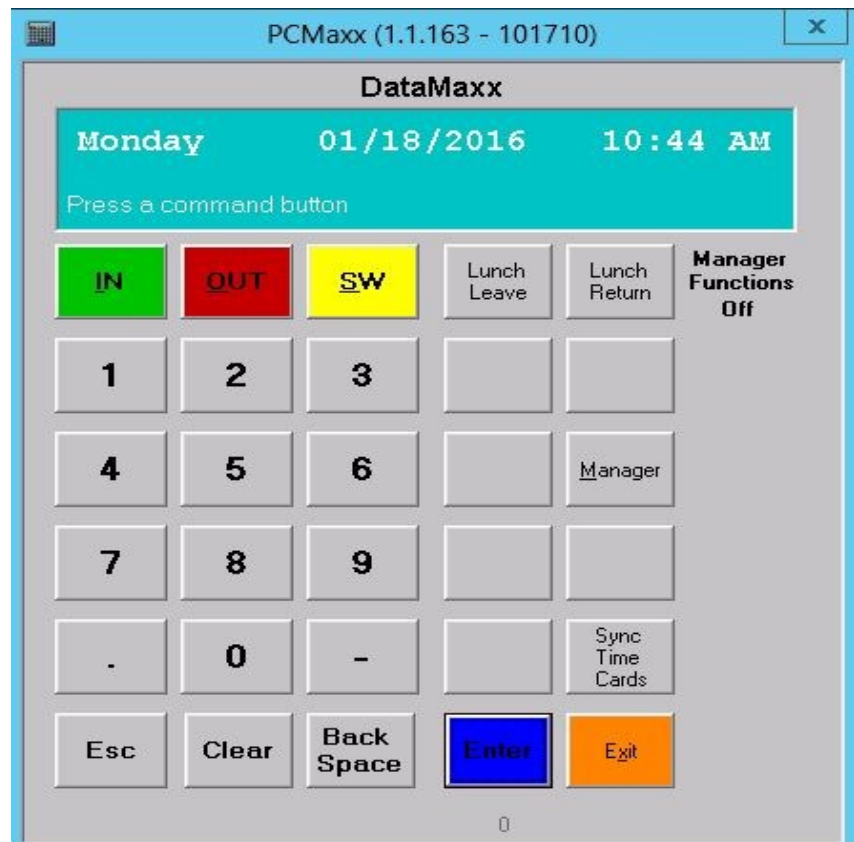 PCMaxx (1.1.163 - 101710)
x
DataMaxx
Monday 01/18/2016 10:44 AM
Press a command button
IN OUT SW Lunch Leave Lunch Return Manager Functions Off
1 2 3
4 5 6 Manager
7 8 9
. 0 - Sync Time Cards
Esc Clear Back Space Enter Exit
0